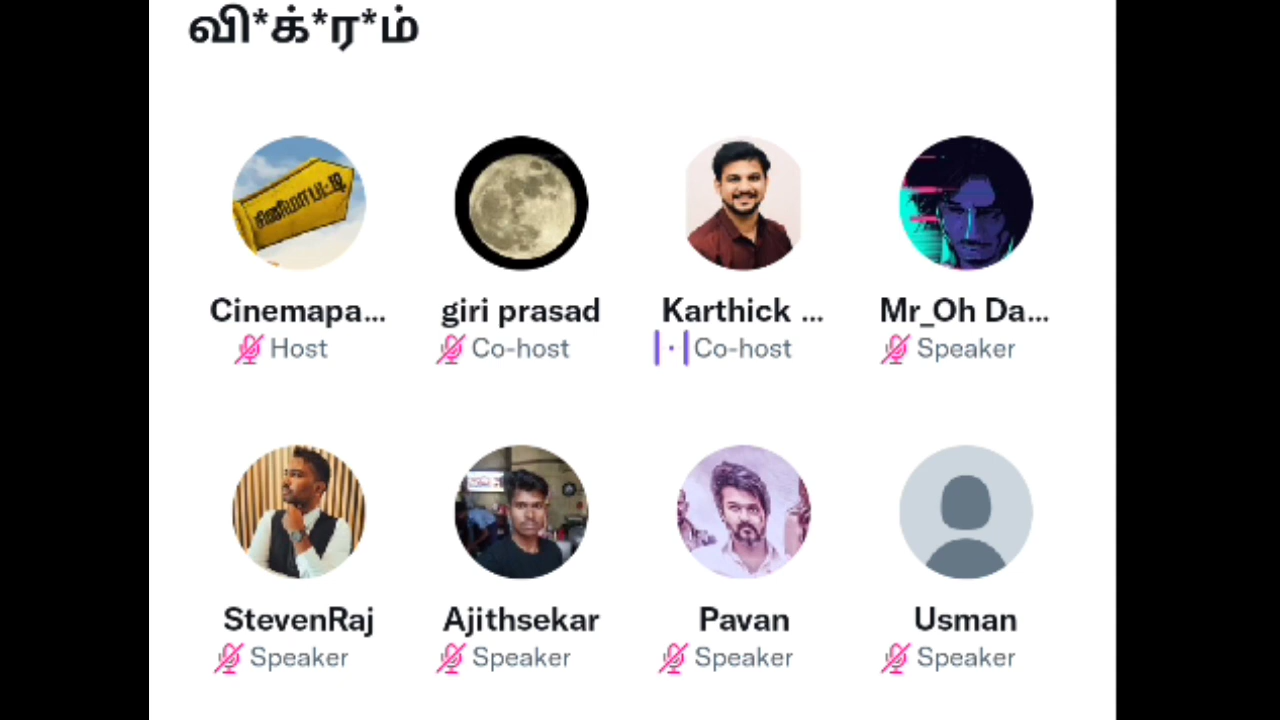 வி*க்*ர*ம்
சினிமாபட்டி
Cinemapa... giri prasad Karthick ... Mr_Oh Da...
Host Co-host Co-host Speaker
StevenRaj Ajithsekar Pavan Usman
Speaker Speaker Speaker Speaker